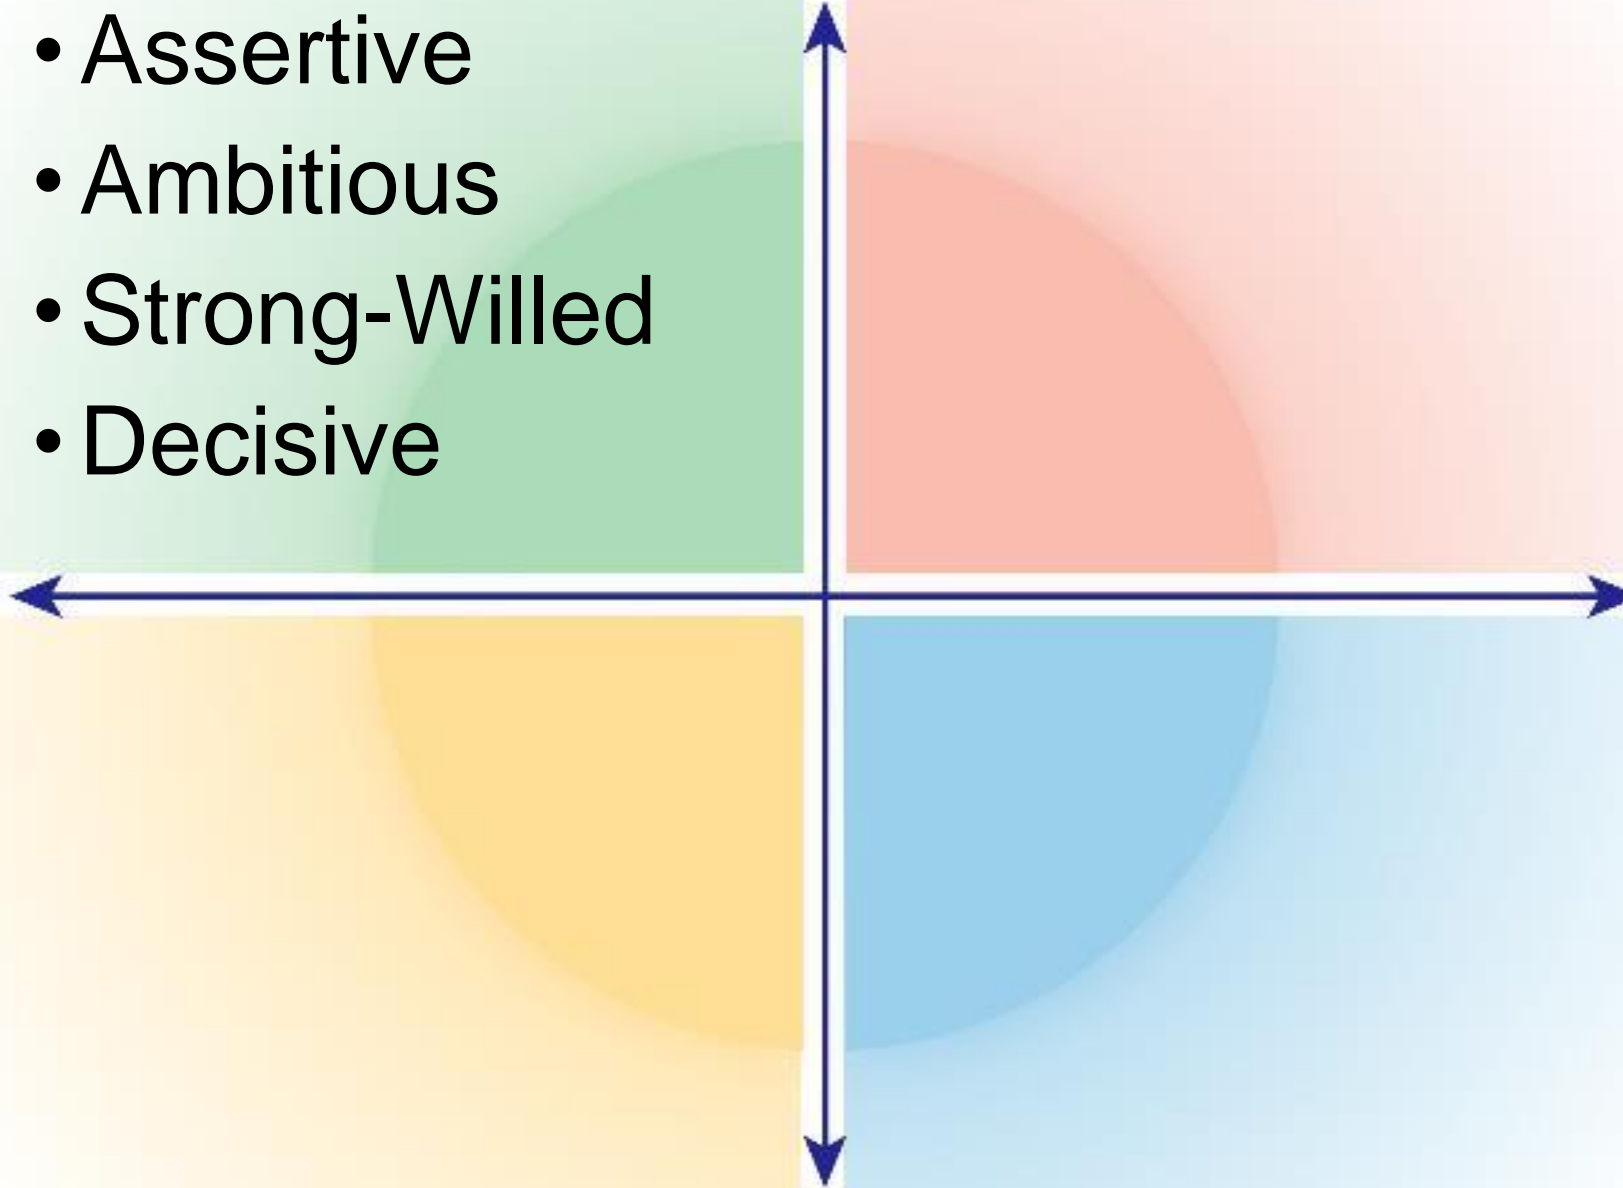 • Assertive
• Ambitious
• Strong-Willed
• Decisive